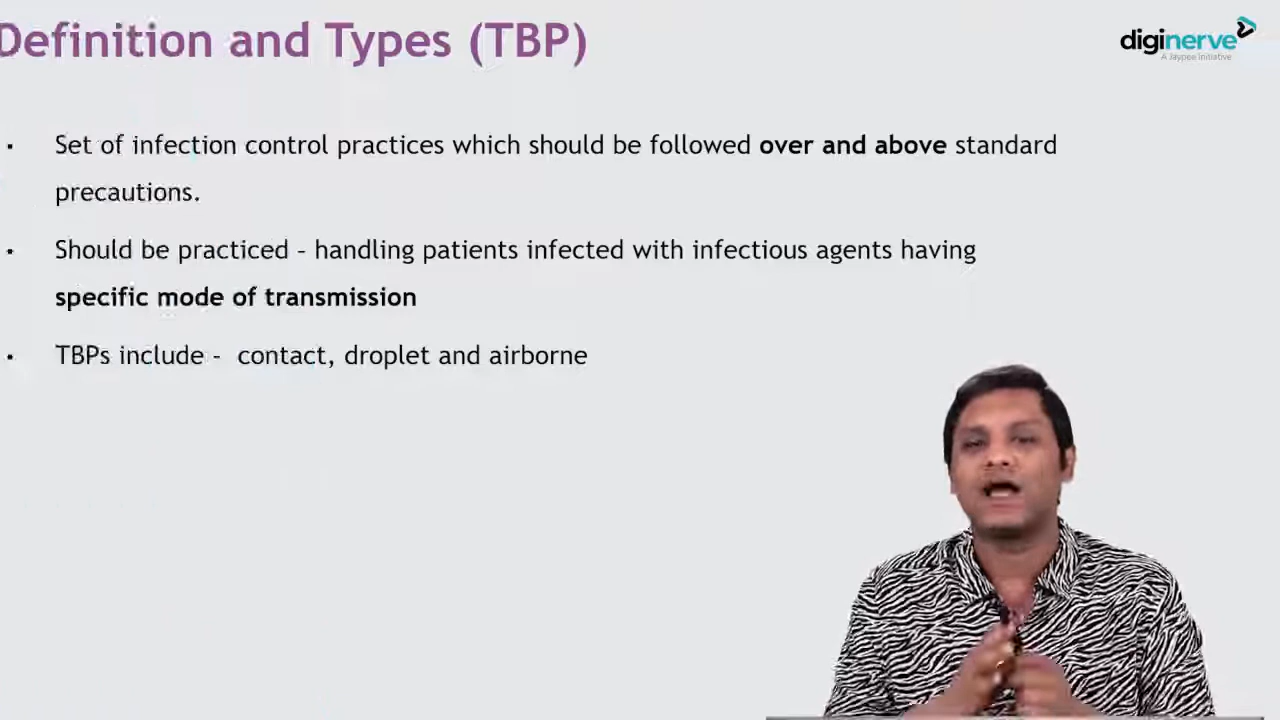 Definition and Types (TBP)
diginerve
A Jaypee Initiative
• Set of infection control practices which should be followed over and above standard
precautions.
• Should be practiced – handling patients infected with infectious agents having
specific mode of transmission
• TBPs include - contact, droplet and airborne